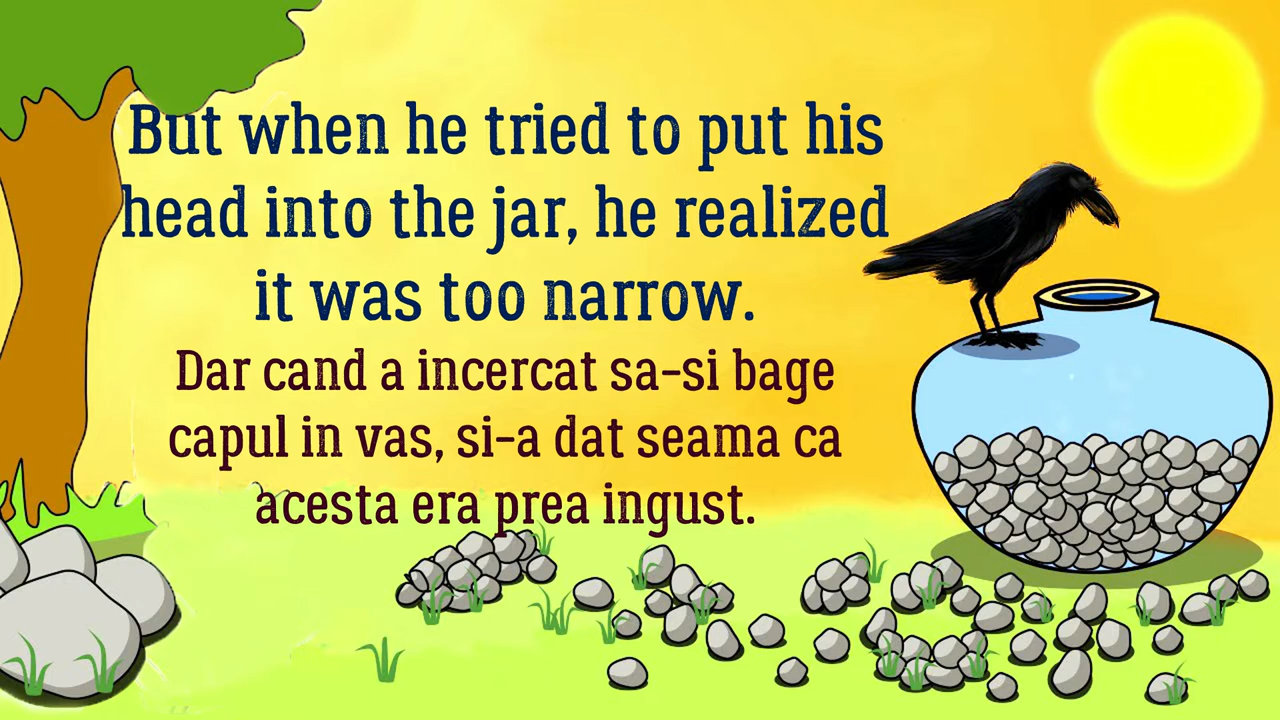 But when he tried to put his
head into the jar, he realized
it was too narrow.
Dar cand a incercat sa-si bage
capul in vas, si-a dat seama ca
acesta era prea ingust.